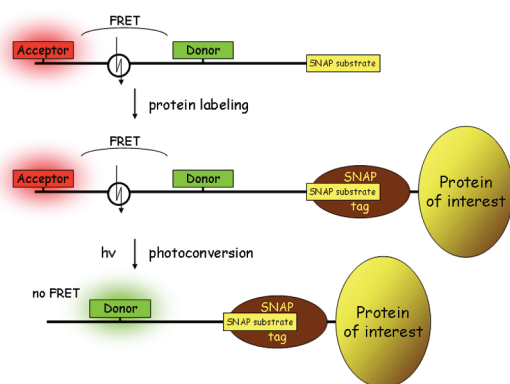 FRET
Acceptor
Donor
SNAP substrate
protein labeling
FRET
Acceptor
Donor
SNAP
SNAP substrate
tag
Protein
of interest
hν
photoconversion
no FRET
Donor
SNAP
SNAP substrate
tag
Protein
of interest